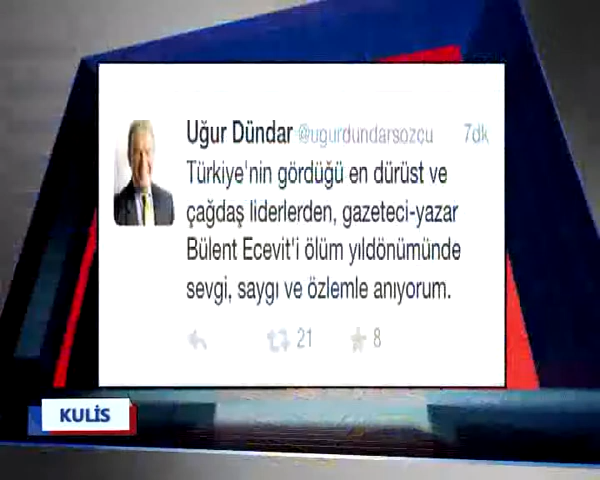 Uğur Dündar @ugurdundarsozcu 7dk
Türkiye'nin gördüğü en dürüst ve
çağdaş liderlerden, gazeteci-yazar
Bülent Ecevit'i ölüm yıldönümünde
sevgi, saygı ve özlemle anıyorum.
21 8
KULİS